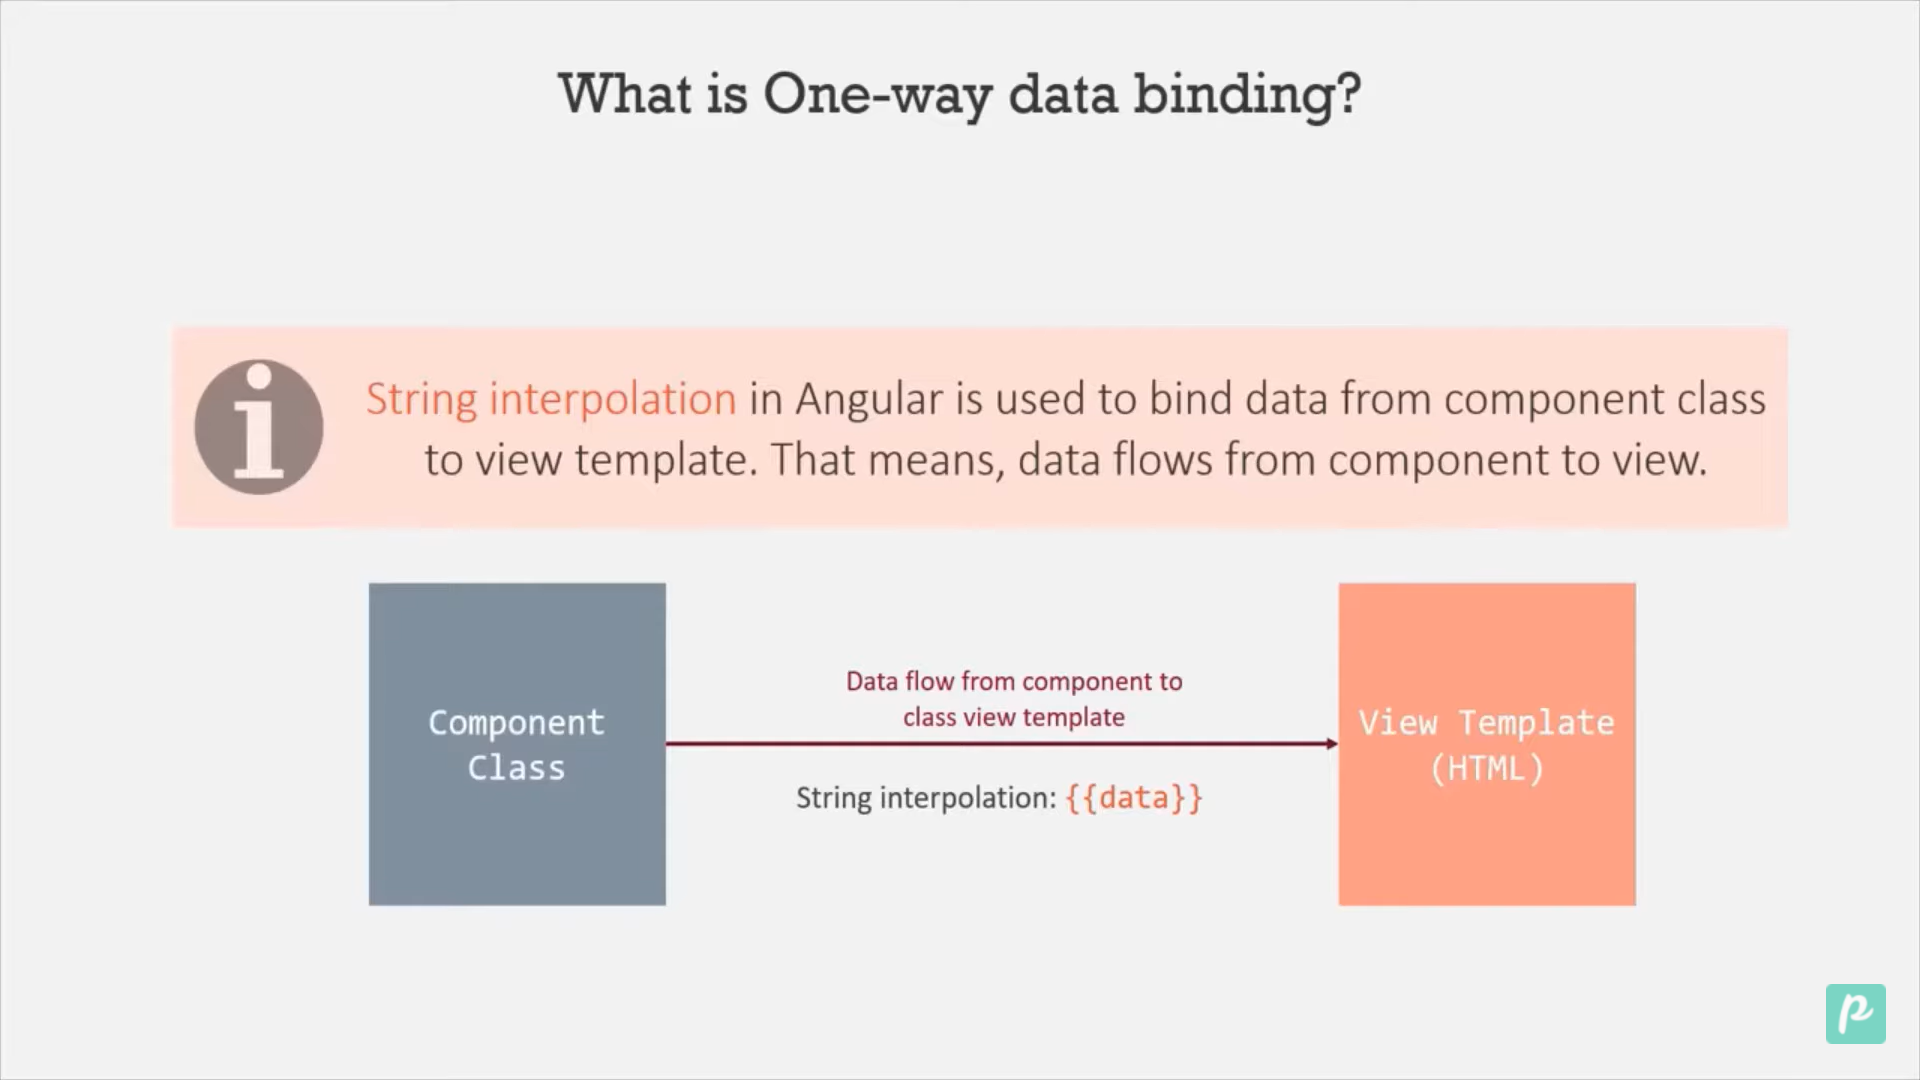 What is One-way data binding?
String interpolation in Angular is used to bind data from component class
to view template. That means, data flows from component to view.
Component
Class
Data flow from component to
class view template
String interpolation: {{data}}
View Template
(HTML)
p